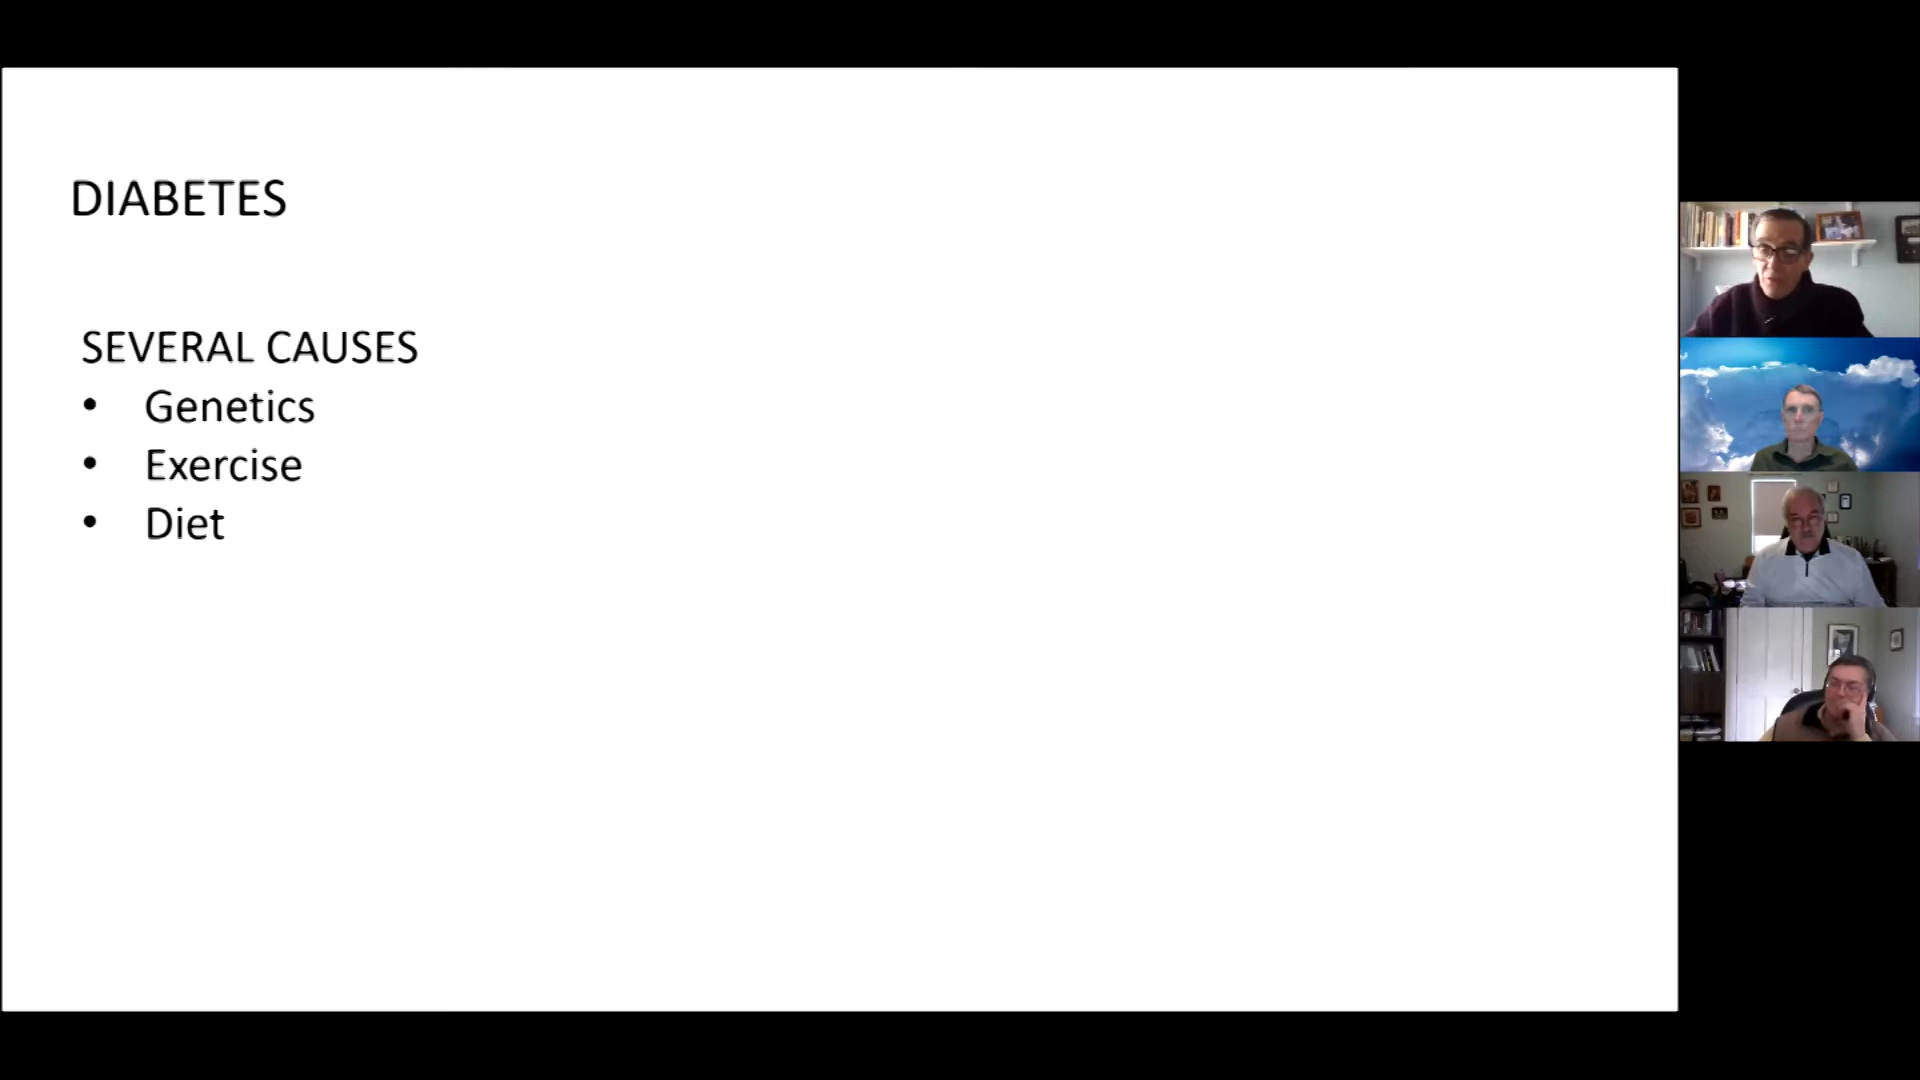 DIABETES
SEVERAL CAUSES
• Genetics
• Exercise
• Diet